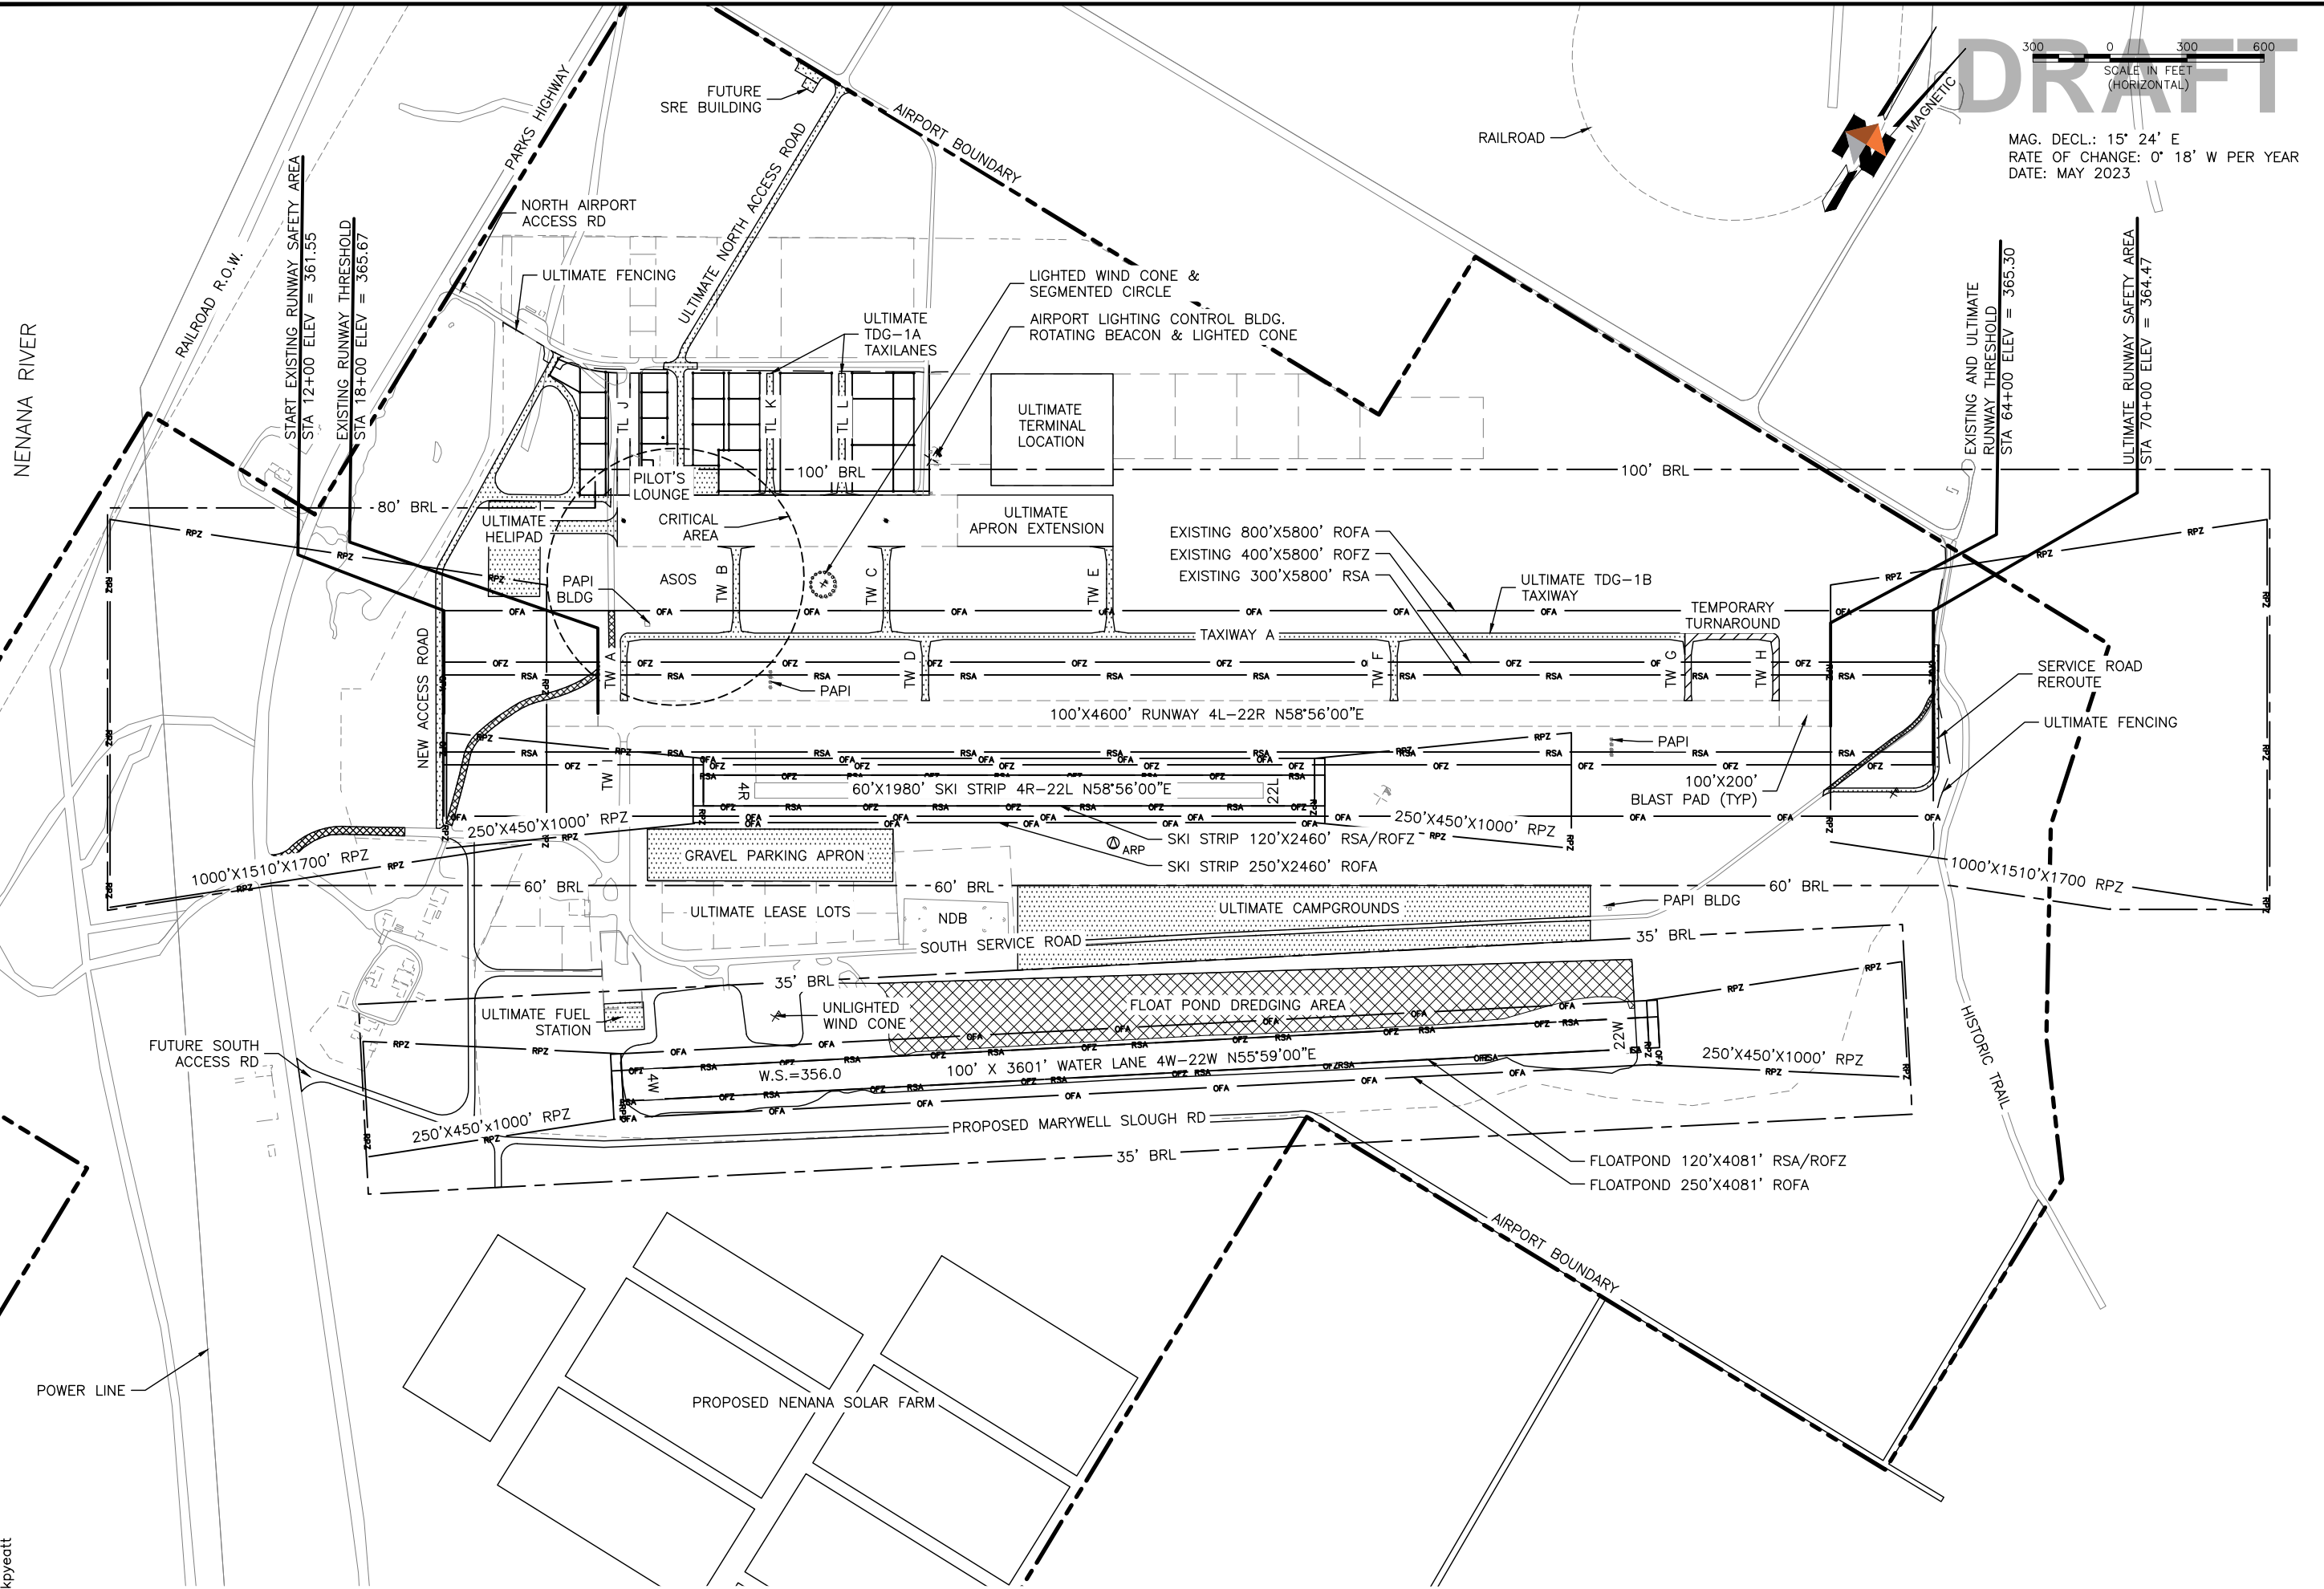 DRAFT
300 0 300 600
SCALE IN FEET
(HORIZONTAL)
MAGNETIC
MAG. DECL.: 15° 24' E
RATE OF CHANGE: 0° 18' W PER YEAR
DATE: MAY 2023
RAILROAD
FUTURE
SRE BUILDING
PARKS HIGHWAY
AIRPORT BOUNDARY
ULTIMATE NORTH ACCESS ROAD
NORTH AIRPORT
ACCESS RD
ULTIMATE FENCING
NENANA RIVER
RAILROAD R.O.W.
START EXISTING RUNWAY SAFETY AREA
STA 12+00 ELEV = 361.55
EXISTING RUNWAY THRESHOLD
STA 18+00 ELEV = 365.67
LIGHTED WIND CONE &
SEGMENTED CIRCLE
AIRPORT LIGHTING CONTROL BLDG.
ROTATING BEACON & LIGHTED CONE
ULTIMATE
TDG-1A
TAXILANES
EXISTING AND ULTIMATE
RUNWAY THRESHOLD
STA 64+00 ELEV = 365.30
ULTIMATE RUNWAY SAFETY AREA
STA 70+00 ELEV = 364.47
TL J
TL K
TL L
ULTIMATE
TERMINAL
LOCATION
100' BRL
100' BRL
80' BRL
PILOT'S
LOUNGE
ULTIMATE
HELIPAD
CRITICAL
AREA
ULTIMATE
APRON EXTENSION
EXISTING 800'X5800' ROFA
EXISTING 400'X5800' ROFZ
EXISTING 300'X5800' RSA
ULTIMATE TDG-1B
TAXIWAY
TEMPORARY
TURNAROUND
PAPI
BLDG
ASOS
TW B
TW C
TW E
TAXIWAY A
NEW ACCESS ROAD
TW A
TW D
TW F
TW G
TW H
TW I
PAPI
SERVICE ROAD
REROUTE
ULTIMATE FENCING
100'X4600' RUNWAY 4L-22R N58°56'00"E
PAPI
100'X200'
BLAST PAD (TYP)
4R
60'X1980' SKI STRIP 4R-22L N58°56'00"E
22L
250'X450'X1000' RPZ
250'X450'X1000' RPZ
SKI STRIP 120'X2460' RSA/ROFZ
SKI STRIP 250'X2460' ROFA
ARP
GRAVEL PARKING APRON
1000'X1510'X1700' RPZ
1000'X1510'X1700 RPZ
60' BRL
60' BRL
60' BRL
ULTIMATE LEASE LOTS
NDB
ULTIMATE CAMPGROUNDS
PAPI BLDG
SOUTH SERVICE ROAD
35' BRL
35' BRL
FLOAT POND DREDGING AREA
ULTIMATE FUEL
STATION
UNLIGHTED
WIND CONE
FUTURE SOUTH
ACCESS RD
4W
W.S.=356.0
100' X 3601' WATER LANE 4W-22W N55°59'00"E
22W
250'X450'X1000' RPZ
250'X450'x1000' RPZ
HISTORIC TRAIL
PROPOSED MARYWELL SLOUGH RD
35' BRL
FLOATPOND 120'X4081' RSA/ROFZ
FLOATPOND 250'X4081' ROFA
AIRPORT BOUNDARY
POWER LINE
PROPOSED NENANA SOLAR FARM
kpyeatt